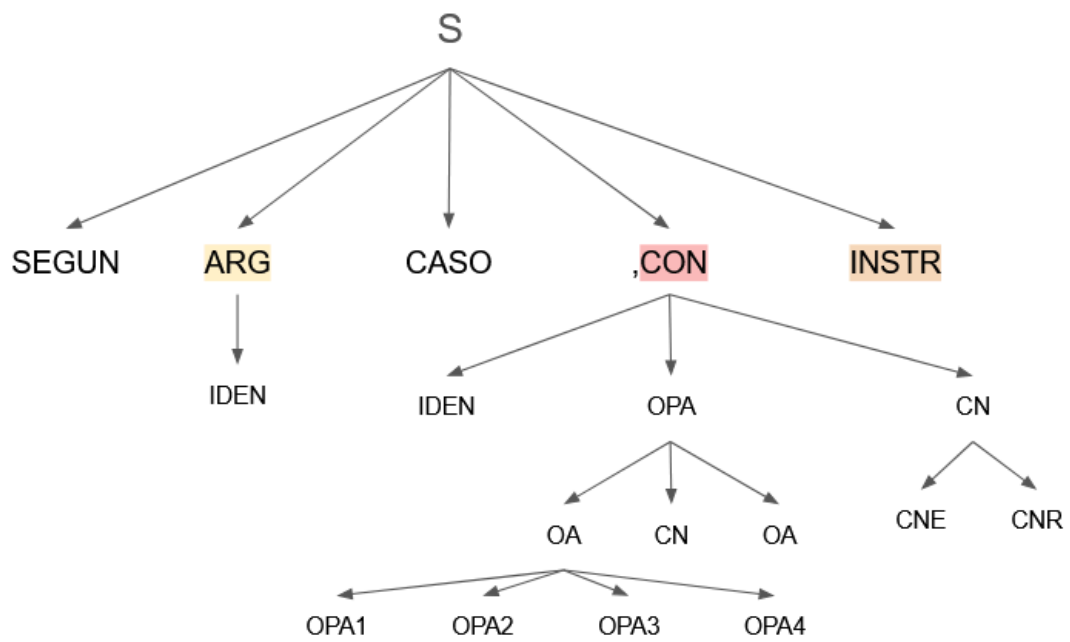 S
SEGUN ARG CASO ,CON INSTR
IDEN IDEN OPA CN
OA CN OA CNE CNR
OPA1 OPA2 OPA3 OPA4